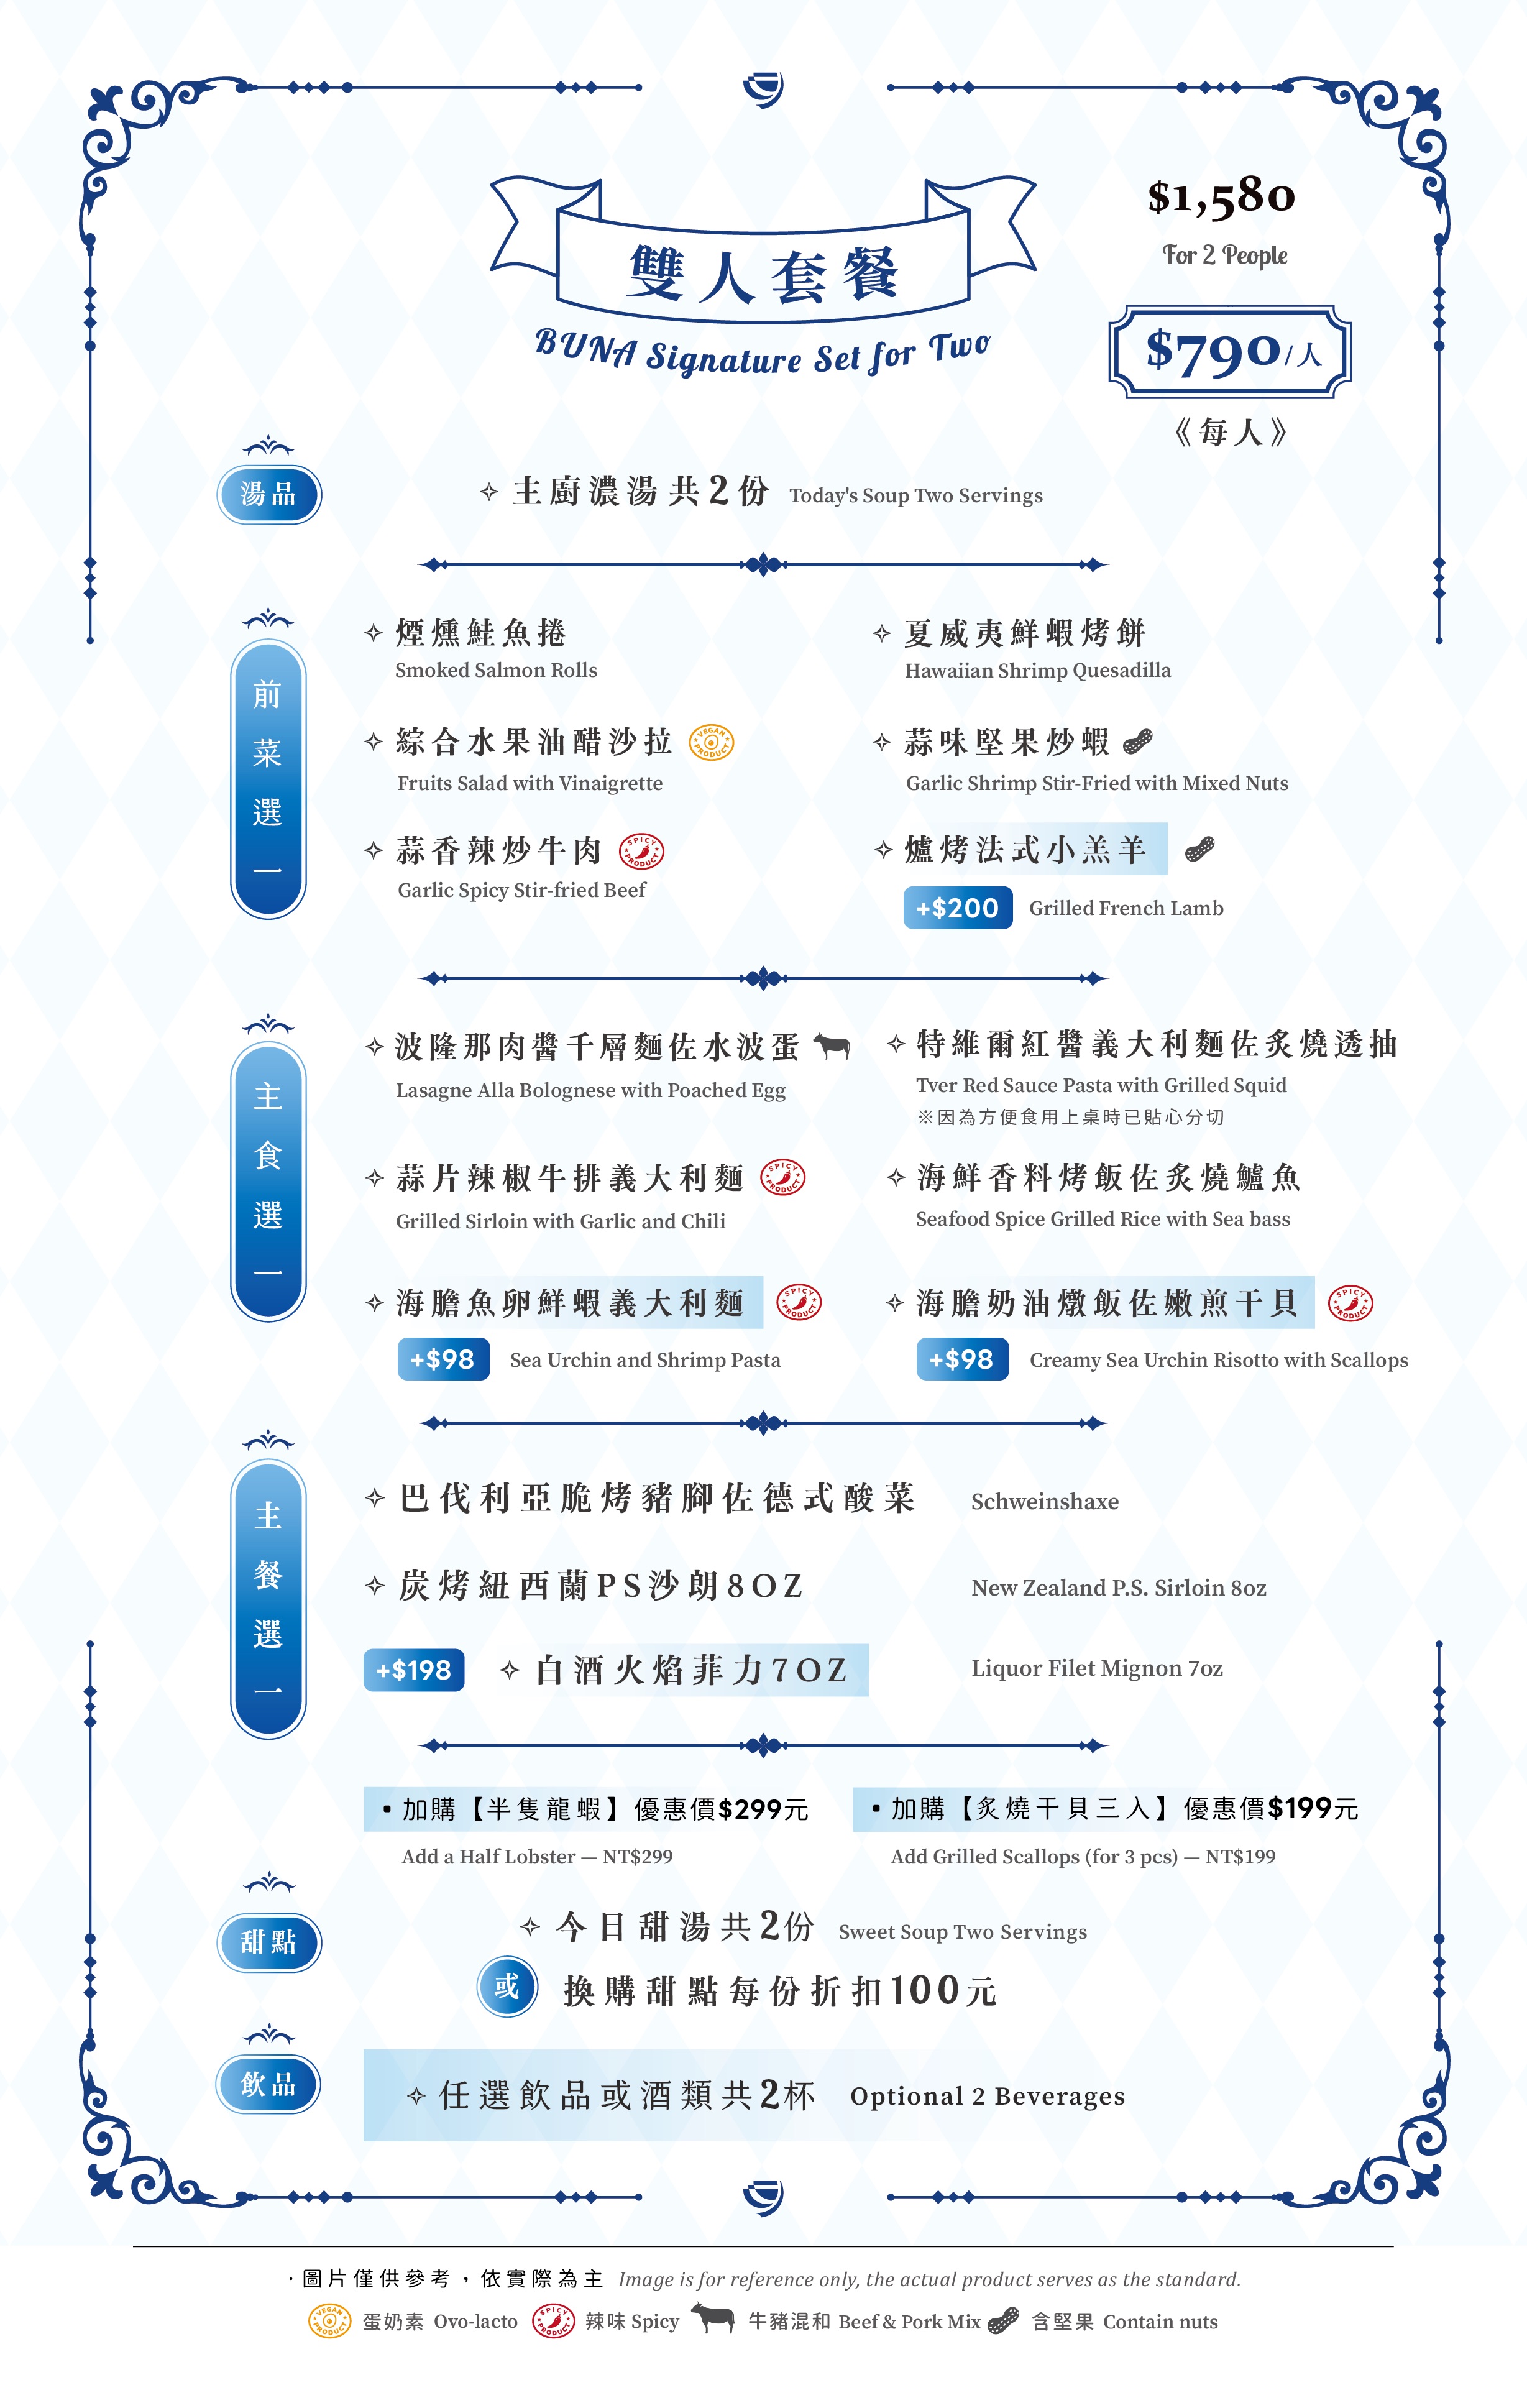 雙人套餐
BUNA Signature Set for Two
$1,580
For 2 People
$790/人
《每人》
湯品
主廚濃湯共2份 Today's Soup Two Servings
前菜選一
煙燻鮭魚捲
Smoked Salmon Rolls
夏威夷鮮蝦烤餅
Hawaiian Shrimp Quesadilla
綜合水果油醋沙拉 VEGAN PRODUCT
Fruits Salad with Vinaigrette
蒜味堅果炒蝦
Garlic Shrimp Stir-Fried with Mixed Nuts
蒜香辣炒牛肉 SPICY PRODUCT
Garlic Spicy Stir-fried Beef
爐烤法式小羔羊
+$200 Grilled French Lamb
主食選一
波隆那肉醬千層麵佐水波蛋
Lasagne Alla Bolognese with Poached Egg
特維爾紅醬義大利麵佐炙燒透抽
Tver Red Sauce Pasta with Grilled Squid
※因為方便食用上桌時已貼心分切
蒜片辣椒牛排義大利麵 SPICY PRODUCT
Grilled Sirloin with Garlic and Chili
海鮮香料烤飯佐炙燒鱸魚
Seafood Spice Grilled Rice with Sea bass
海膽魚卵鮮蝦義大利麵 SPICY PRODUCT
+$98 Sea Urchin and Shrimp Pasta
海膽奶油燉飯佐嫩煎干貝 SPICY PRODUCT
+$98 Creamy Sea Urchin Risotto with Scallops
主餐選一
巴伐利亞脆烤豬腳佐德式酸菜 Schweinshaxe
炭烤紐西蘭PS沙朗8OZ New Zealand P.S. Sirloin 8oz
+$198 白酒火焰菲力7OZ Liquor Filet Mignon 7oz
▪ 加購【半隻龍蝦】優惠價$299元
Add a Half Lobster — NT$299
▪ 加購【炙燒干貝三入】優惠價$199元
Add Grilled Scallops (for 3 pcs) — NT$199
甜點
今日甜湯共2份 Sweet Soup Two Servings
或 換購甜點每份折扣100元
飲品
任選飲品或酒類共2杯 Optional 2 Beverages
·圖片僅供參考，依實際為主 Image is for reference only, the actual product serves as the standard.
VEGAN PRODUCT 蛋奶素 Ovo-lacto SPICY PRODUCT 辣味 Spicy 牛豬混和 Beef & Pork Mix 含堅果 Contain nuts